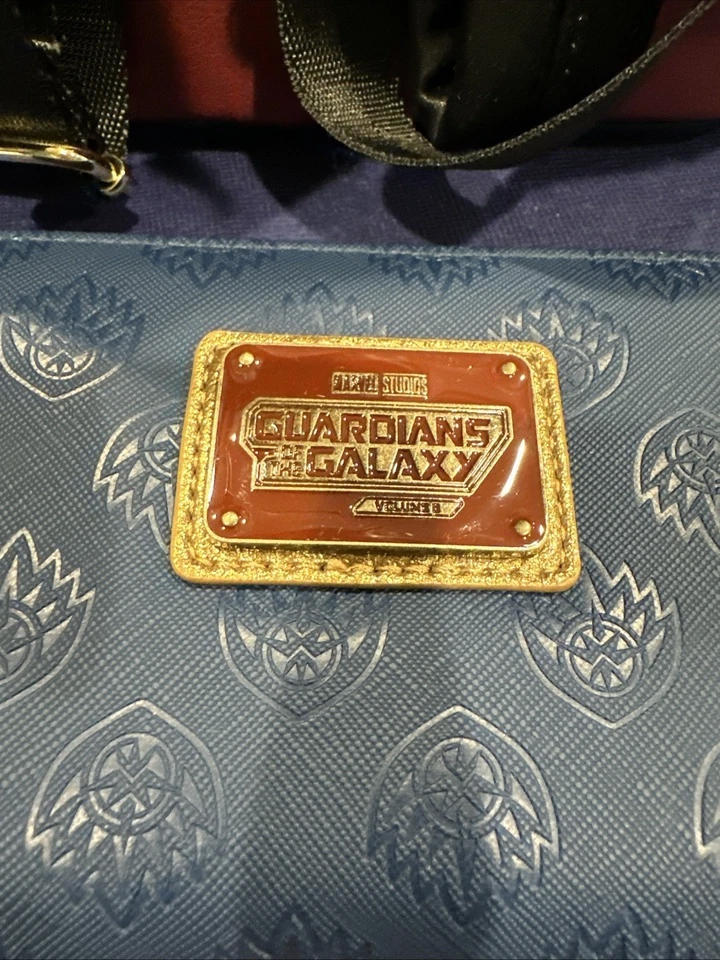 MARVEL STUDIOS
GUARDIANS
OF THE GALAXY
VOLUME 3